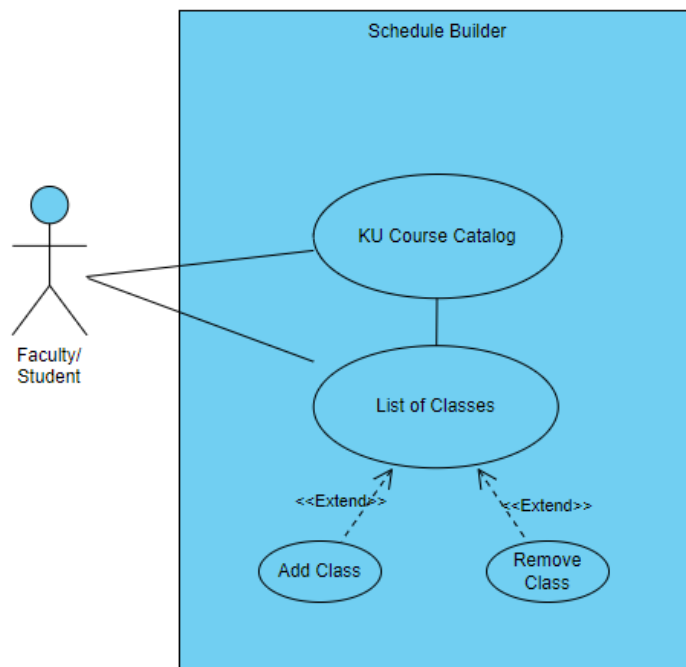 Schedule Builder
KU Course Catalog
Faculty/
Student
List of Classes
<<Extend>>
<<Extend>>
Add Class
Remove
Class